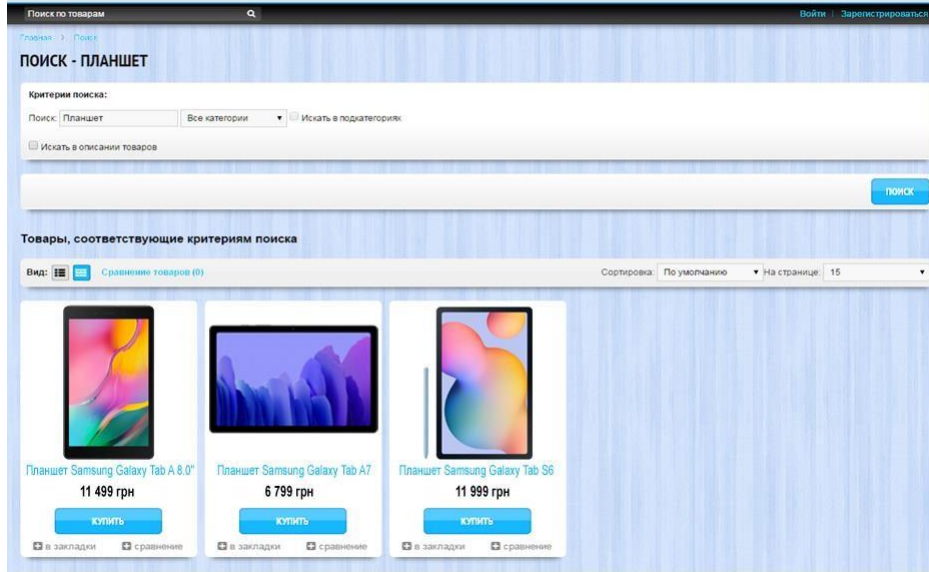 Поиск по товарам
Войти | Зарегистрироваться
Главная > Поиск
ПОИСК - ПЛАНШЕТ
Критерии поиска:
Поиск: Планшет Все категории Искать в подкатегориях
Искать в описании товаров
ПОИСК
Товары, соответствующие критериям поиска
Вид: Сравнение товаров (0) Сортировка: По умолчанию На странице: 15
Планшет Samsung Galaxy Tab A 8.0" Планшет Samsung Galaxy Tab A7 Планшет Samsung Galaxy Tab S6
11 499 грн 6 799 грн 11 999 грн
КУПИТЬ КУПИТЬ КУПИТЬ
в закладки сравнение в закладки сравнение в закладки сравнение